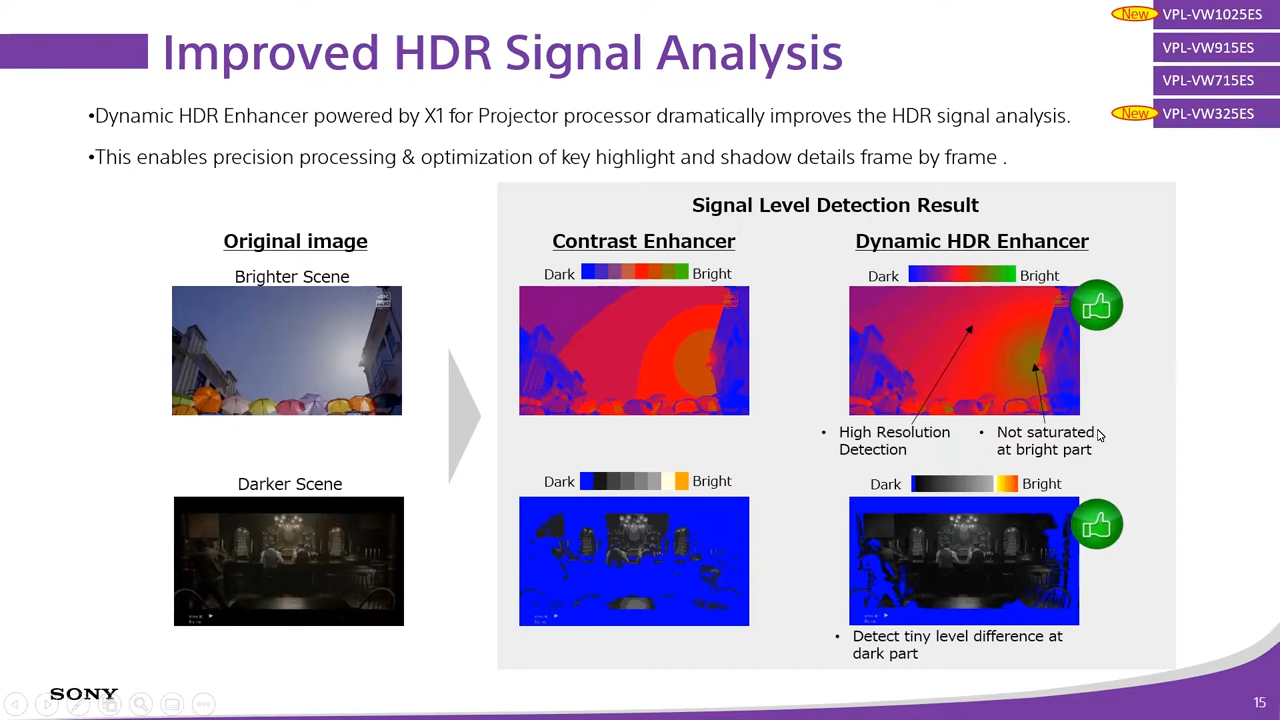 New VPL-VW1025ES
VPL-VW915ES
VPL-VW715ES
New VPL-VW325ES
Improved HDR Signal Analysis
•Dynamic HDR Enhancer powered by X1 for Projector processor dramatically improves the HDR signal analysis.
•This enables precision processing & optimization of key highlight and shadow details frame by frame .
Signal Level Detection Result
Original image
Contrast Enhancer
Dynamic HDR Enhancer
Brighter Scene
Dark Bright
Dark Bright
• High Resolution
Detection
• Not saturated
at bright part
Darker Scene
Dark Bright
Dark Bright
• Detect tiny level difference at
dark part
SONY
15